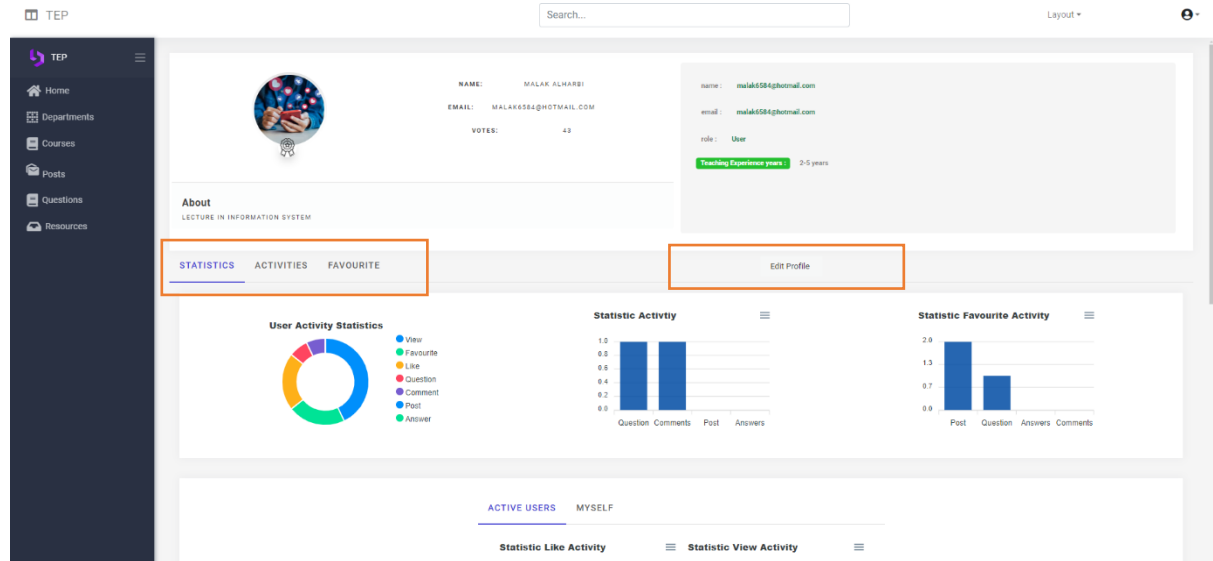 TEP
Search...
Layout
TEP
Home
Departments
Courses
Posts
Questions
Resources
NAME: MALAK ALHARBI
EMAIL: MALAK6584@HOTMAIL.COM
VOTES: 43
About
LECTURE IN INFORMATION SYSTEM
name : malak6584@hotmail.com
email : malak6584@hotmail.com
role : User
Teaching Experience years : 2-5 years
STATISTICS ACTIVITIES FAVOURITE
Edit Profile
User Activity Statistics
View
Favourite
Like
Question
Comment
Post
Answer
Statistic Activtiy
1.0
0.8
0.6
0.4
0.2
0.0
Question Comments Post Answers
Statistic Favourite Activity
2.0
1.3
0.7
0.0
Post Question Answers Comments
ACTIVE USERS MYSELF
Statistic Like Activity Statistic View Activity